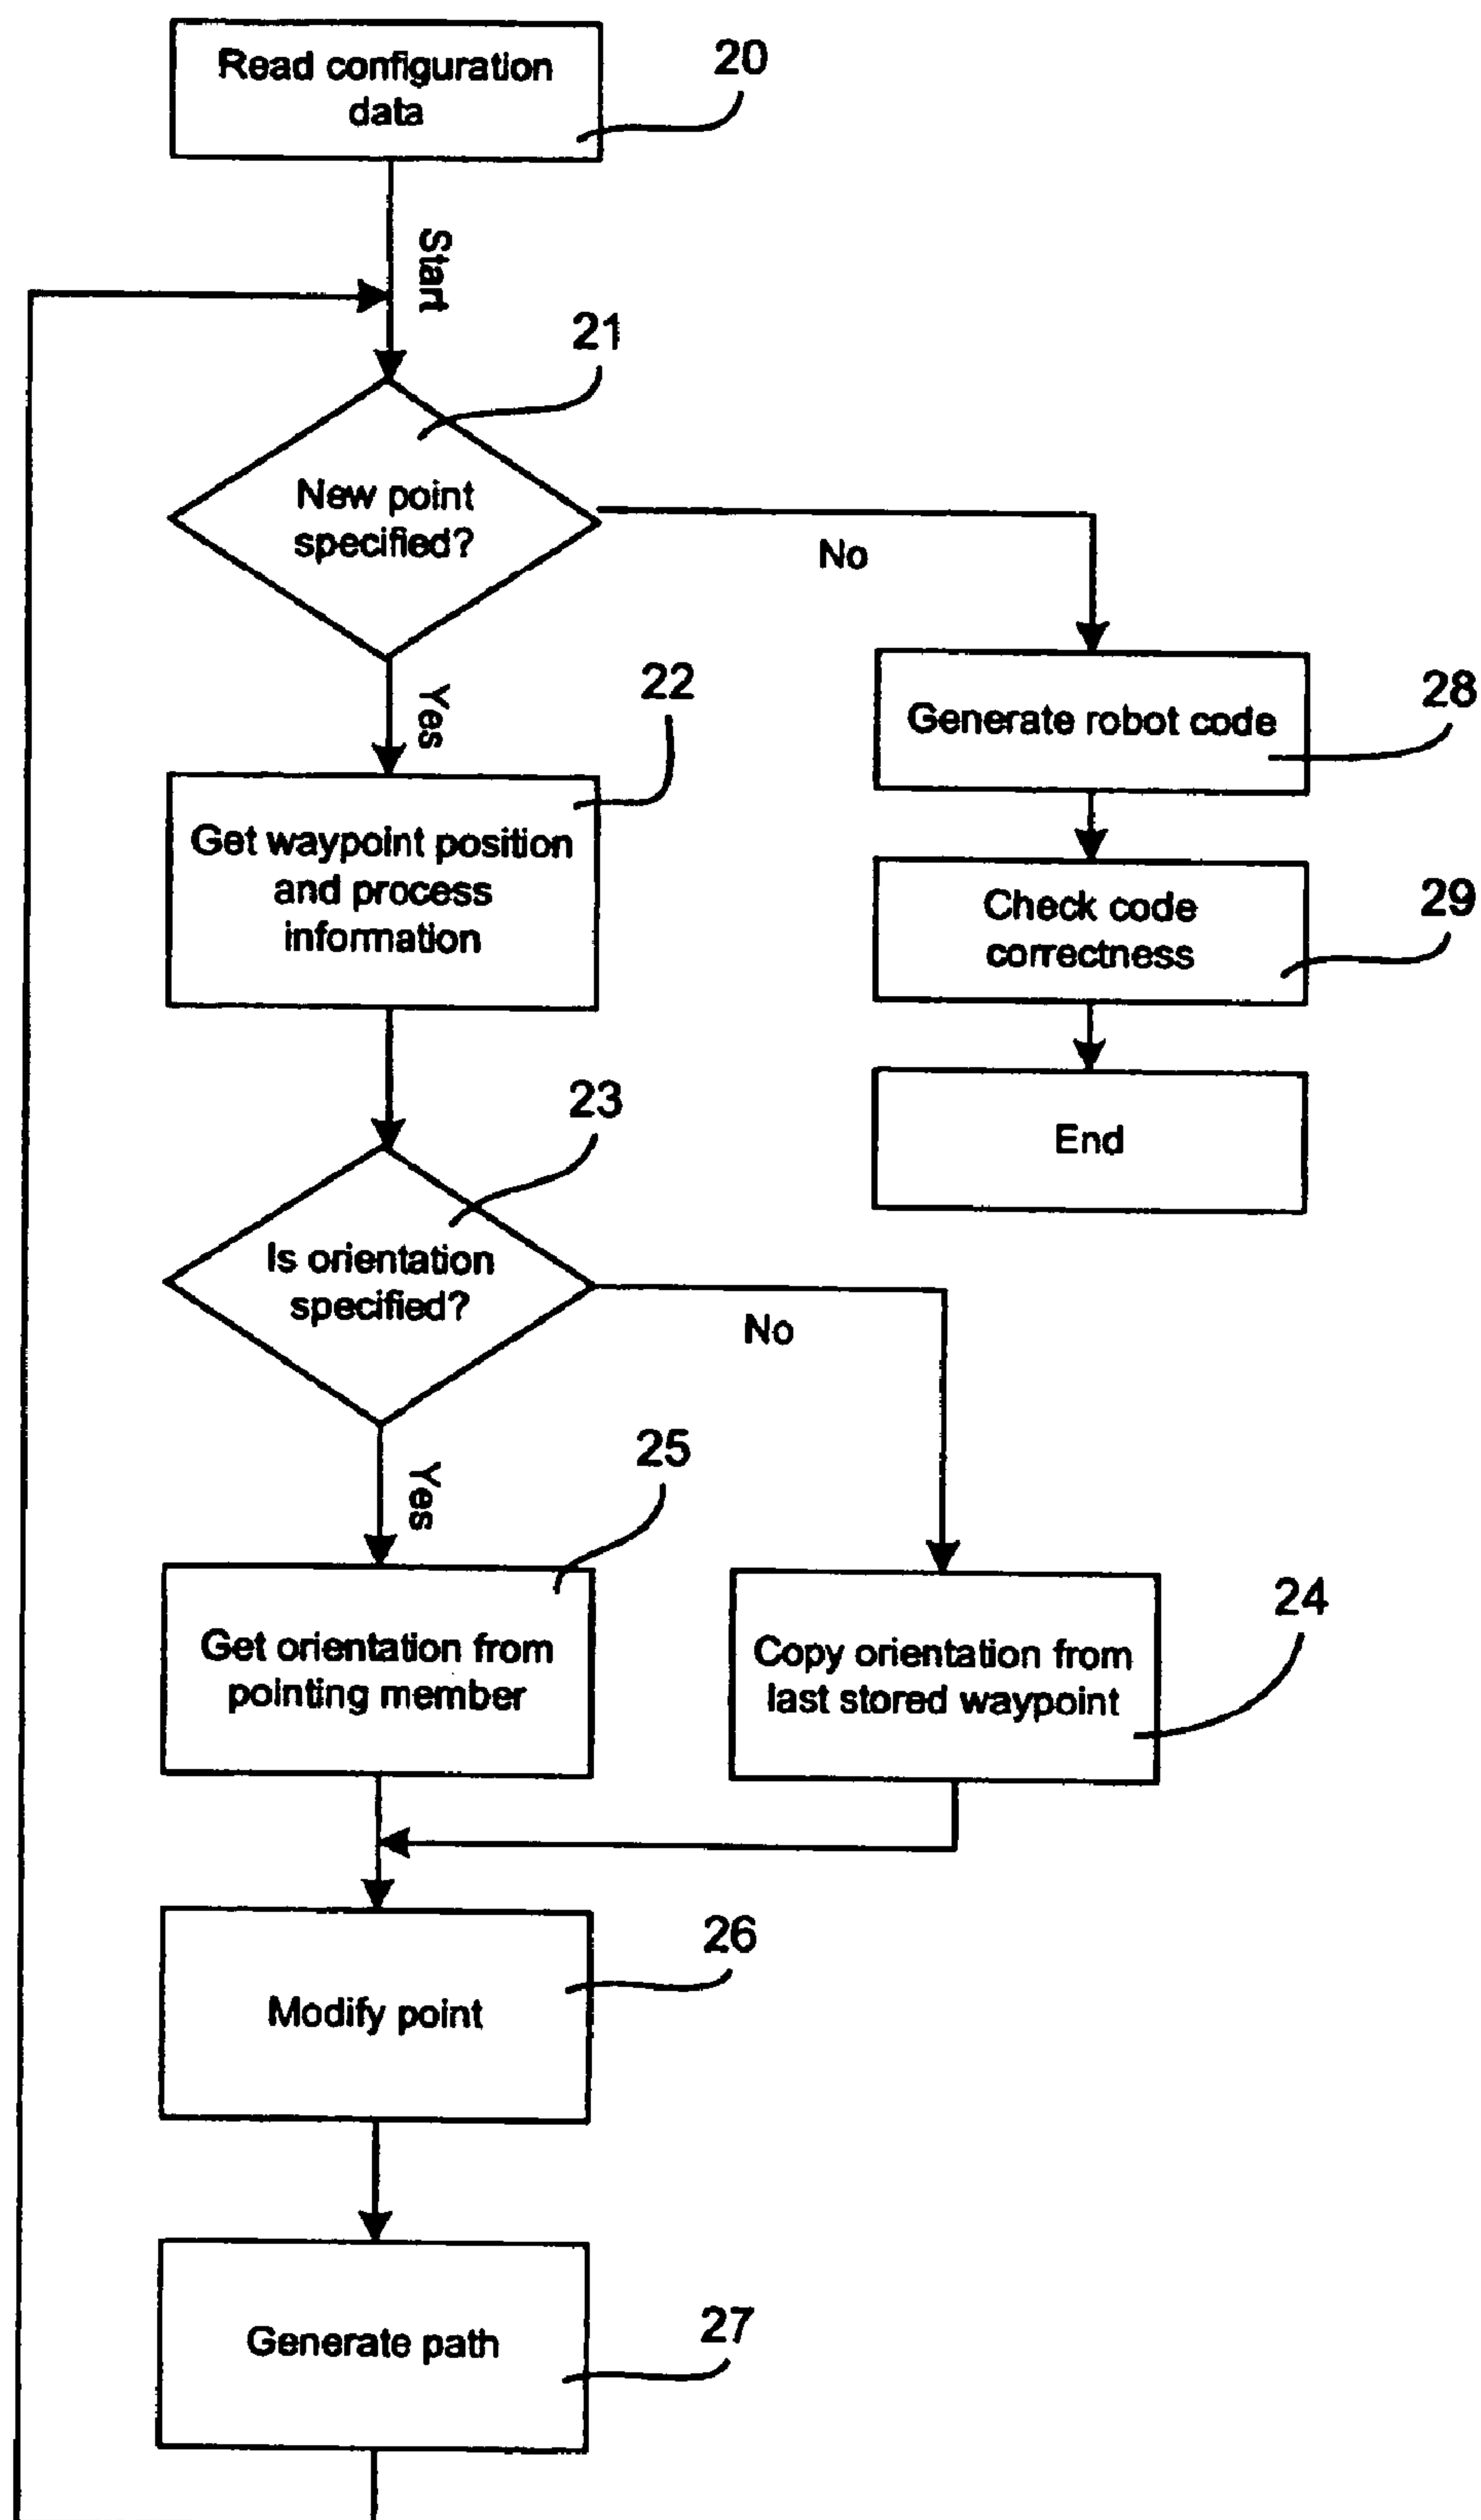 Read configuration
data
20
Start
21
New point
specified?
No
Yes
22
Get waypoint position
and process
information
28
Generate robot code
29
Check code
correctness
End
23
Is orientation
specified?
No
Yes
25
Get orientation from
pointing member
24
Copy orientation from
last stored waypoint
26
Modify point
27
Generate path